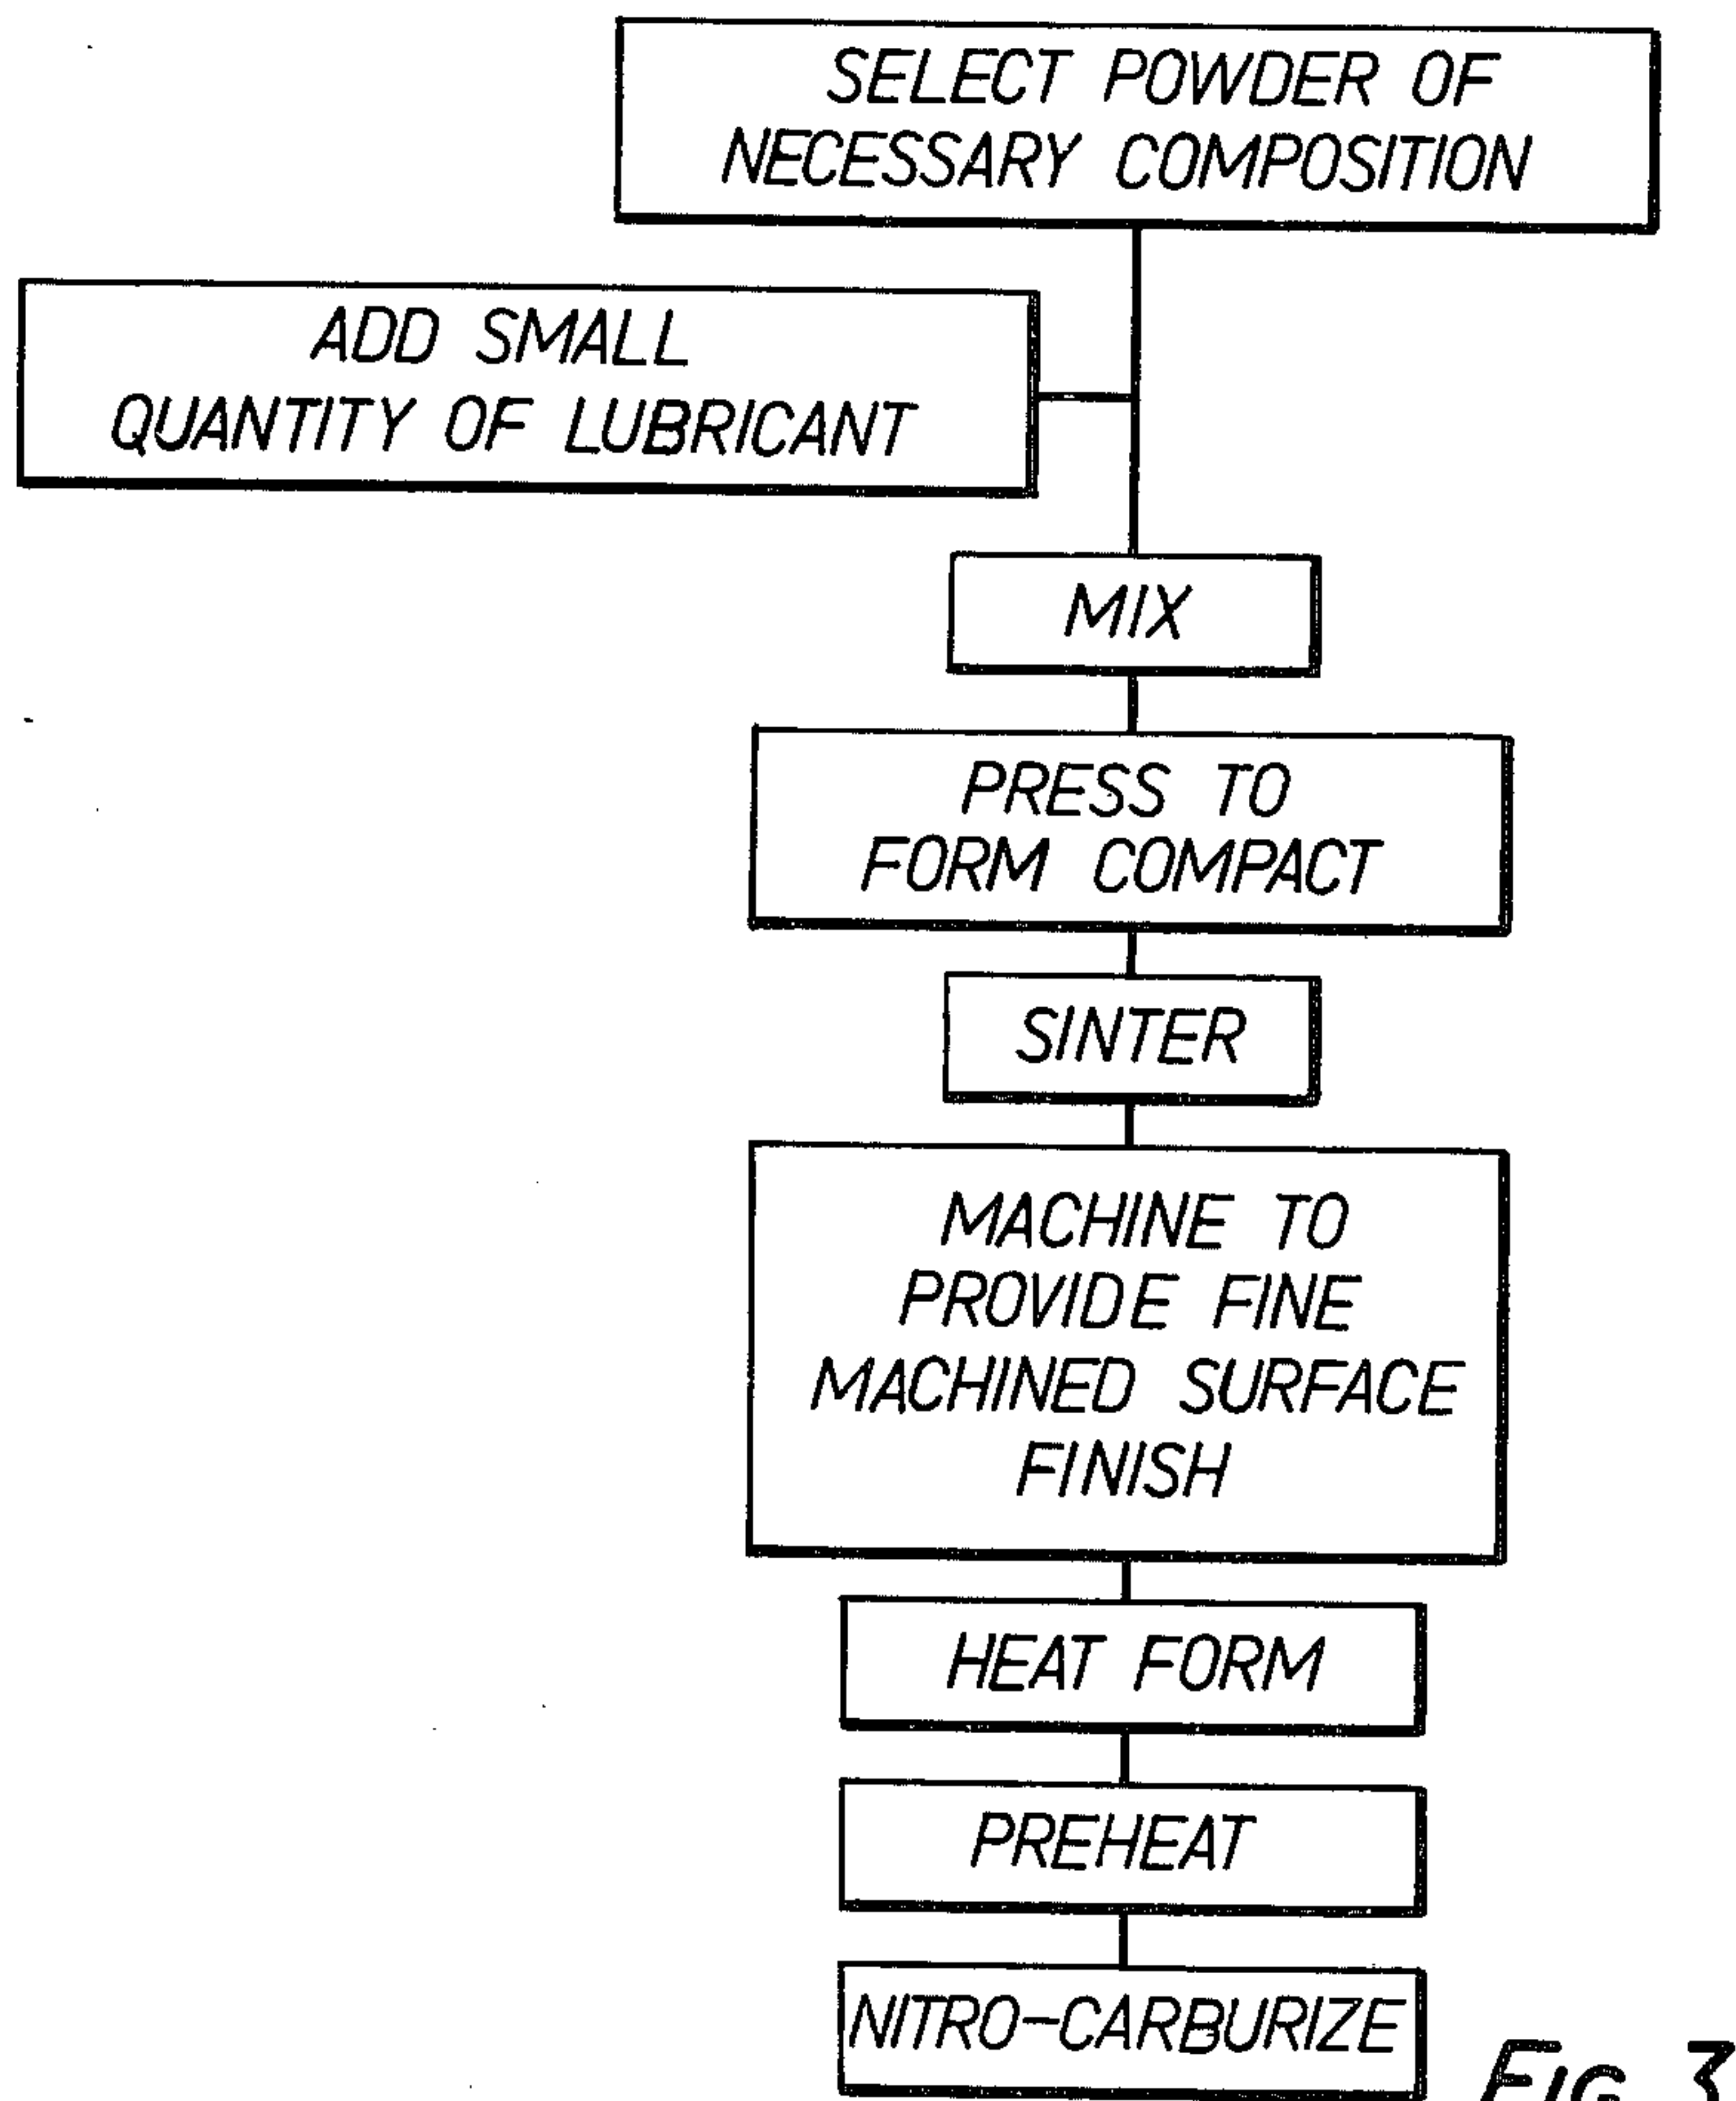 SELECT POWDER OF
NECESSARY COMPOSITION
ADD SMALL
QUANTITY OF LUBRICANT
MIX
PRESS TO
FORM COMPACT
SINTER
MACHINE TO
PROVIDE FINE
MACHINED SURFACE
FINISH
HEAT FORM
PREHEAT
NITRO-CARBURIZE
FIG. 3